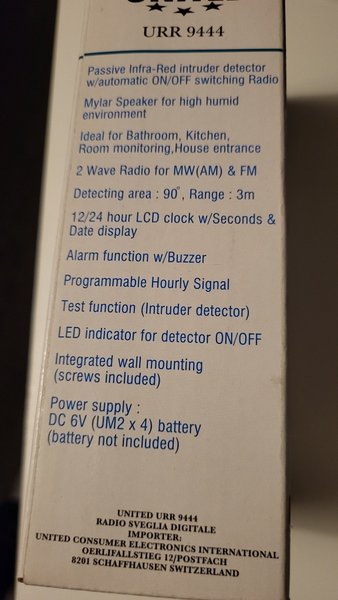 URR 9444
Passive Infra-Red intruder detector
w/automatic ON/OFF switching Radio
Mylar Speaker for high humid
environment
Ideal for Bathroom, Kitchen,
Room monitoring,House entrance
2 Wave Radio for MW(AM) & FM
Detecting area : 90°, Range : 3m
12/24 hour LCD clock w/Seconds &
Date display
Alarm function w/Buzzer
Programmable Hourly Signal
Test function (Intruder detector)
LED indicator for detector ON/OFF
Integrated wall mounting
(screws included)
Power supply :
DC 6V (UM2 x 4) battery
(battery not included)
UNITED URR 9444
RADIO SVEGLIA DIGITALE
IMPORTER:
UNITED CONSUMER ELECTRONICS INTERNATIONAL
OERLIFALLSTIEG 12/POSTFACH
8201 SCHAFFHAUSEN SWITZERLAND